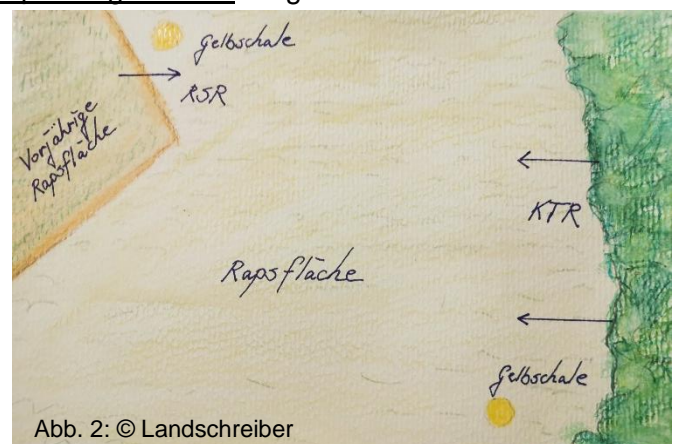 Gelbschale
RSR
Vorjährige
Rapsfläche
KTR
Rapsfläche
Gelbschale
Abb. 2: © Landschreiber